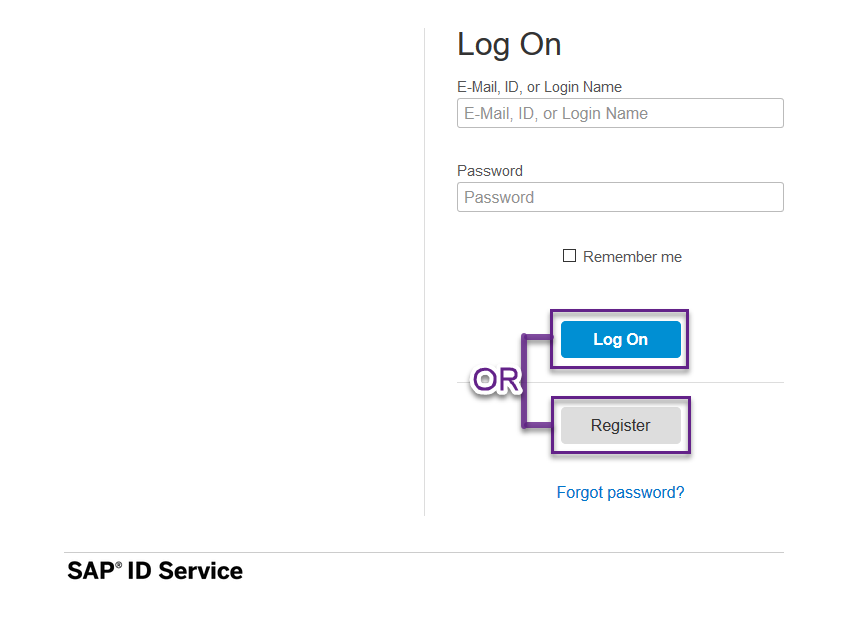 Log On
E-Mail, ID, or Login Name
E-Mail, ID, or Login Name
Password
Password
Remember me
Log On
OR
Register
Forgot password?
SAP® ID Service